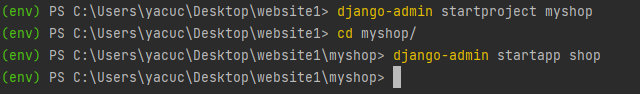 (env) PS C:\Users\yacuc\Desktop\website1> django-admin startproject myshop
(env) PS C:\Users\yacuc\Desktop\website1> cd myshop/
(env) PS C:\Users\yacuc\Desktop\website1\myshop> django-admin startapp shop
(env) PS C:\Users\yacuc\Desktop\website1\myshop>